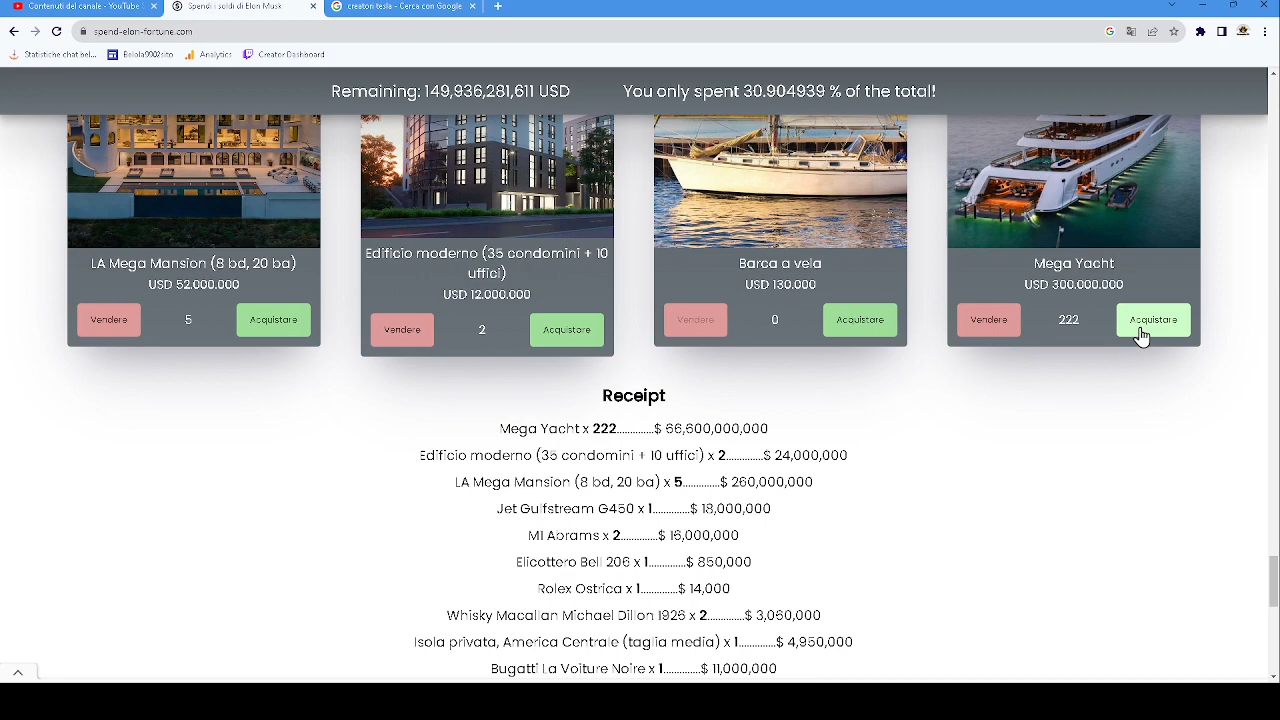 Contenuti del canale - YouTube
Spendi i soldi di Elon Musk
creatori tesla - Cerca con Google
spend-elon-fortune.com
Statistiche chat bel...
Belola9902sito
Analytics
Creator Dashboard
Remaining: 149,936,281,611 USD
You only spent 30.904939 % of the total!
LA Mega Mansion (8 bd, 20 ba)
USD 52.000.000
Vendere
5
Acquistare
Edificio moderno (35 condomini + 10
uffici)
USD 12.000.000
Vendere
2
Acquistare
Barca a vela
USD 130.000
Vendere
0
Acquistare
Mega Yacht
USD 300.000.000
Vendere
222
Acquistare
Receipt
Mega Yacht x 222.............$ 66,600,000,000
Edificio moderno (35 condomini + 10 uffici) x 2.............$ 24,000,000
LA Mega Mansion (8 bd, 20 ba) x 5.............$ 260,000,000
Jet Gulfstream G450 x 1.............$ 18,000,000
M1 Abrams x 2.............$ 16,000,000
Elicottero Bell 206 x 1.............$ 850,000
Rolex Ostrica x 1.............$ 14,000
Whisky Macallan Michael Dillon 1926 x 2.............$ 3,060,000
Isola privata, America Centrale (taglia media) x 1.............$ 4,950,000
Bugatti La Voiture Noire x 1.............$ 11,000,000